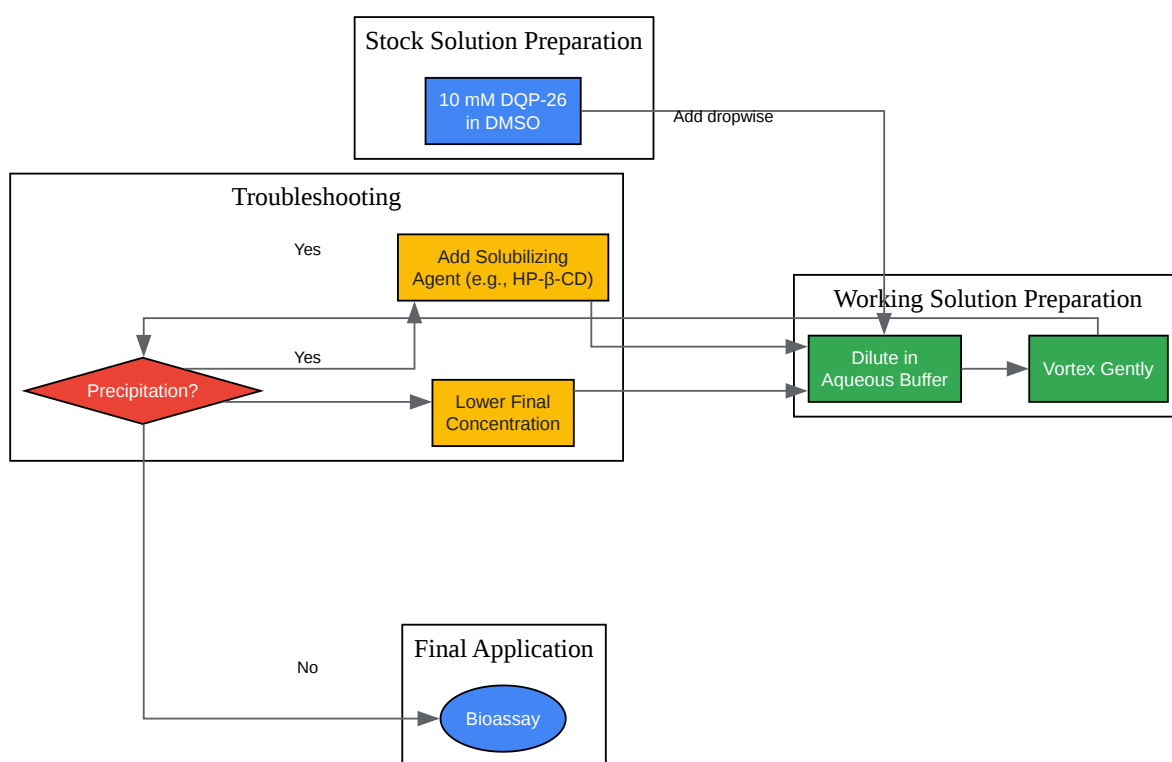 Stock Solution Preparation
10 mM DQP-26
in DMSO
Add dropwise
Troubleshooting
Yes
Add Solubilizing
Agent (e.g., HP-β-CD)
Working Solution Preparation
Yes
Precipitation?
Lower Final
Concentration
Dilute in
Aqueous Buffer
Vortex Gently
Final Application
No
Bioassay